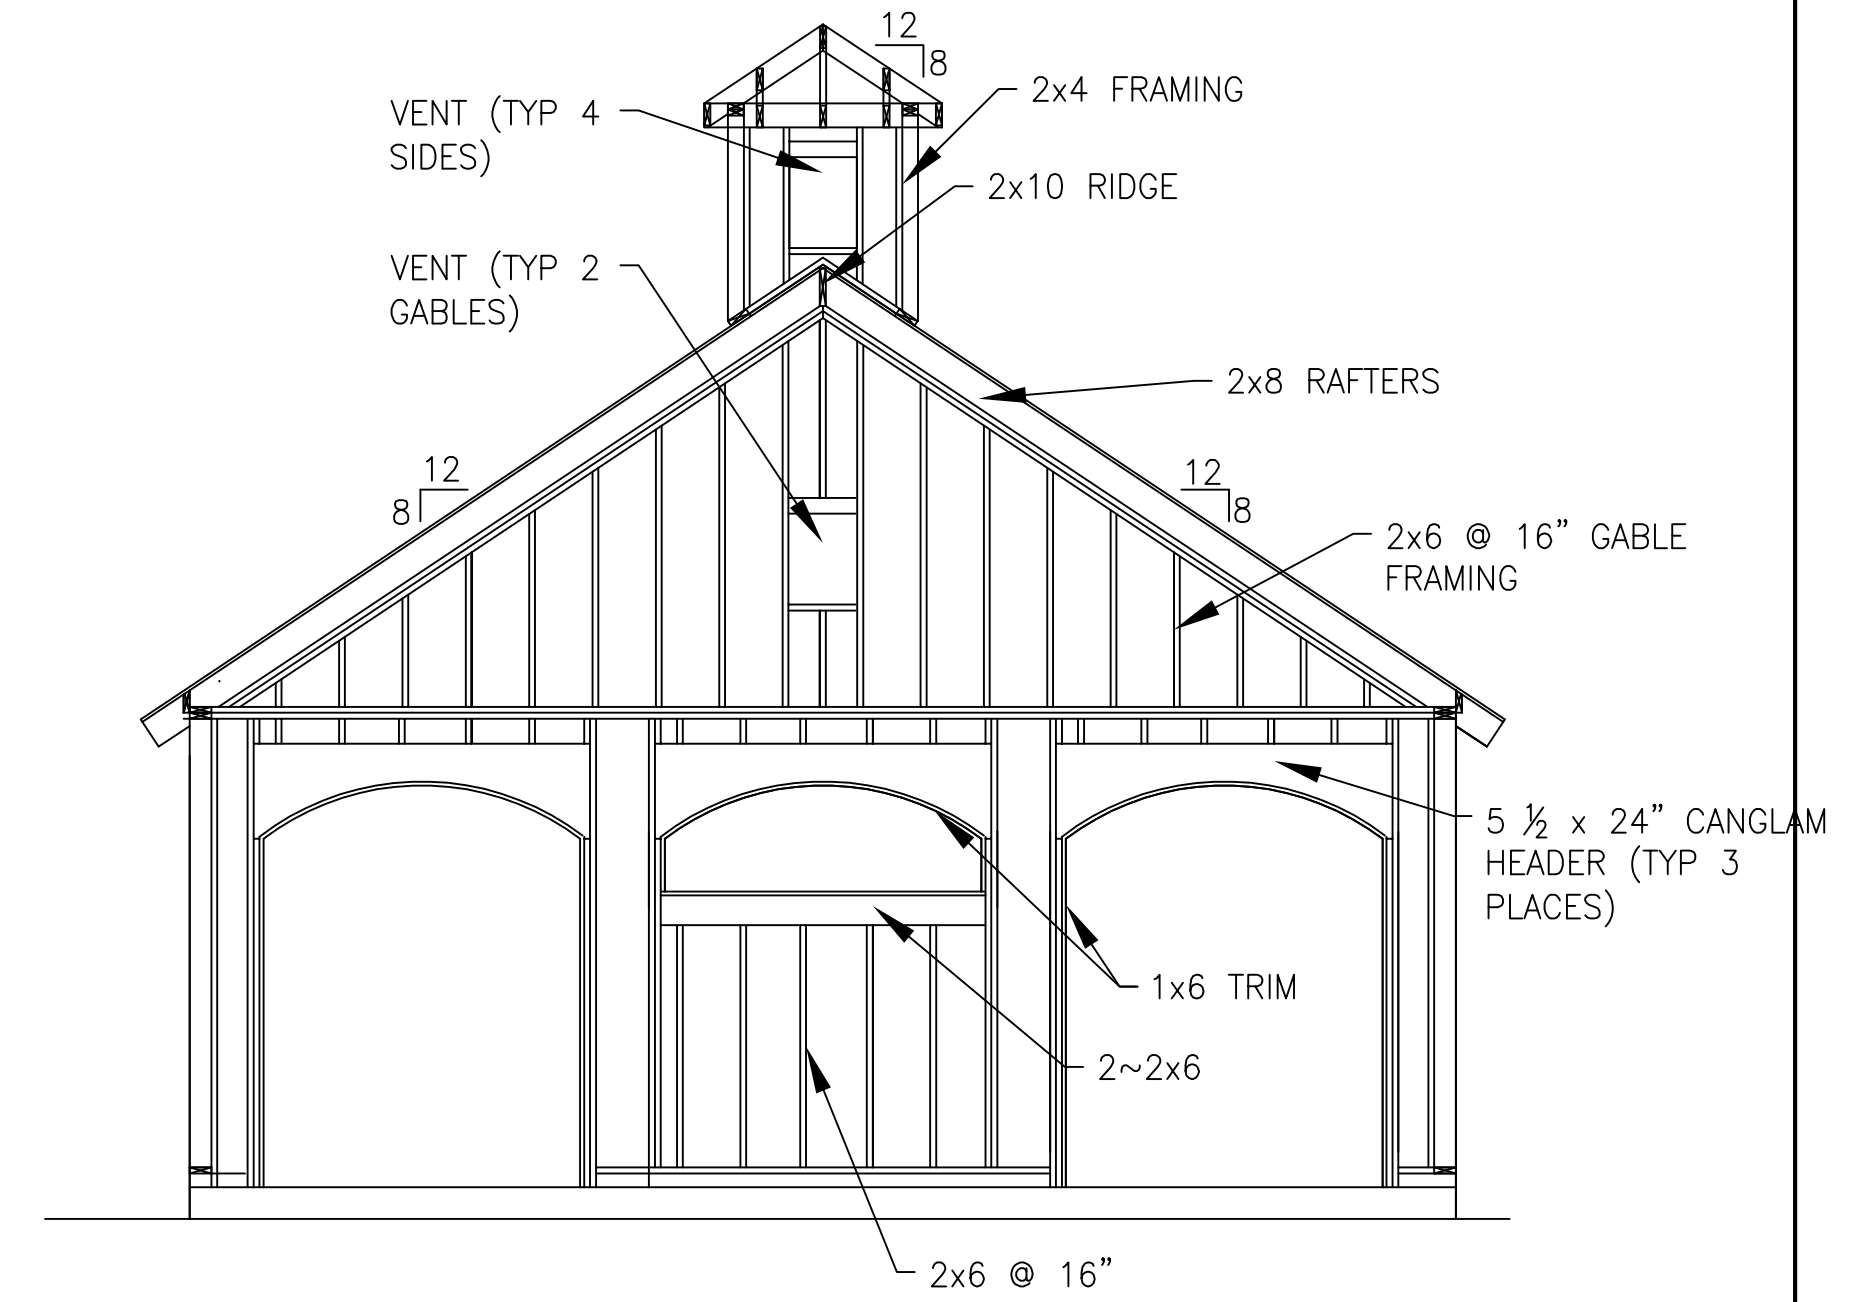 12
8
2x4 FRAMING
VENT (TYP 4
SIDES)
2x10 RIDGE
VENT (TYP 2
GABLES)
2x8 RAFTERS
12
8
12
8
2x6 @ 16” GABLE
FRAMING
5 ½ x 24” CANGLAM
HEADER (TYP 3
PLACES)
1x6 TRIM
2~2x6
2x6 @ 16”